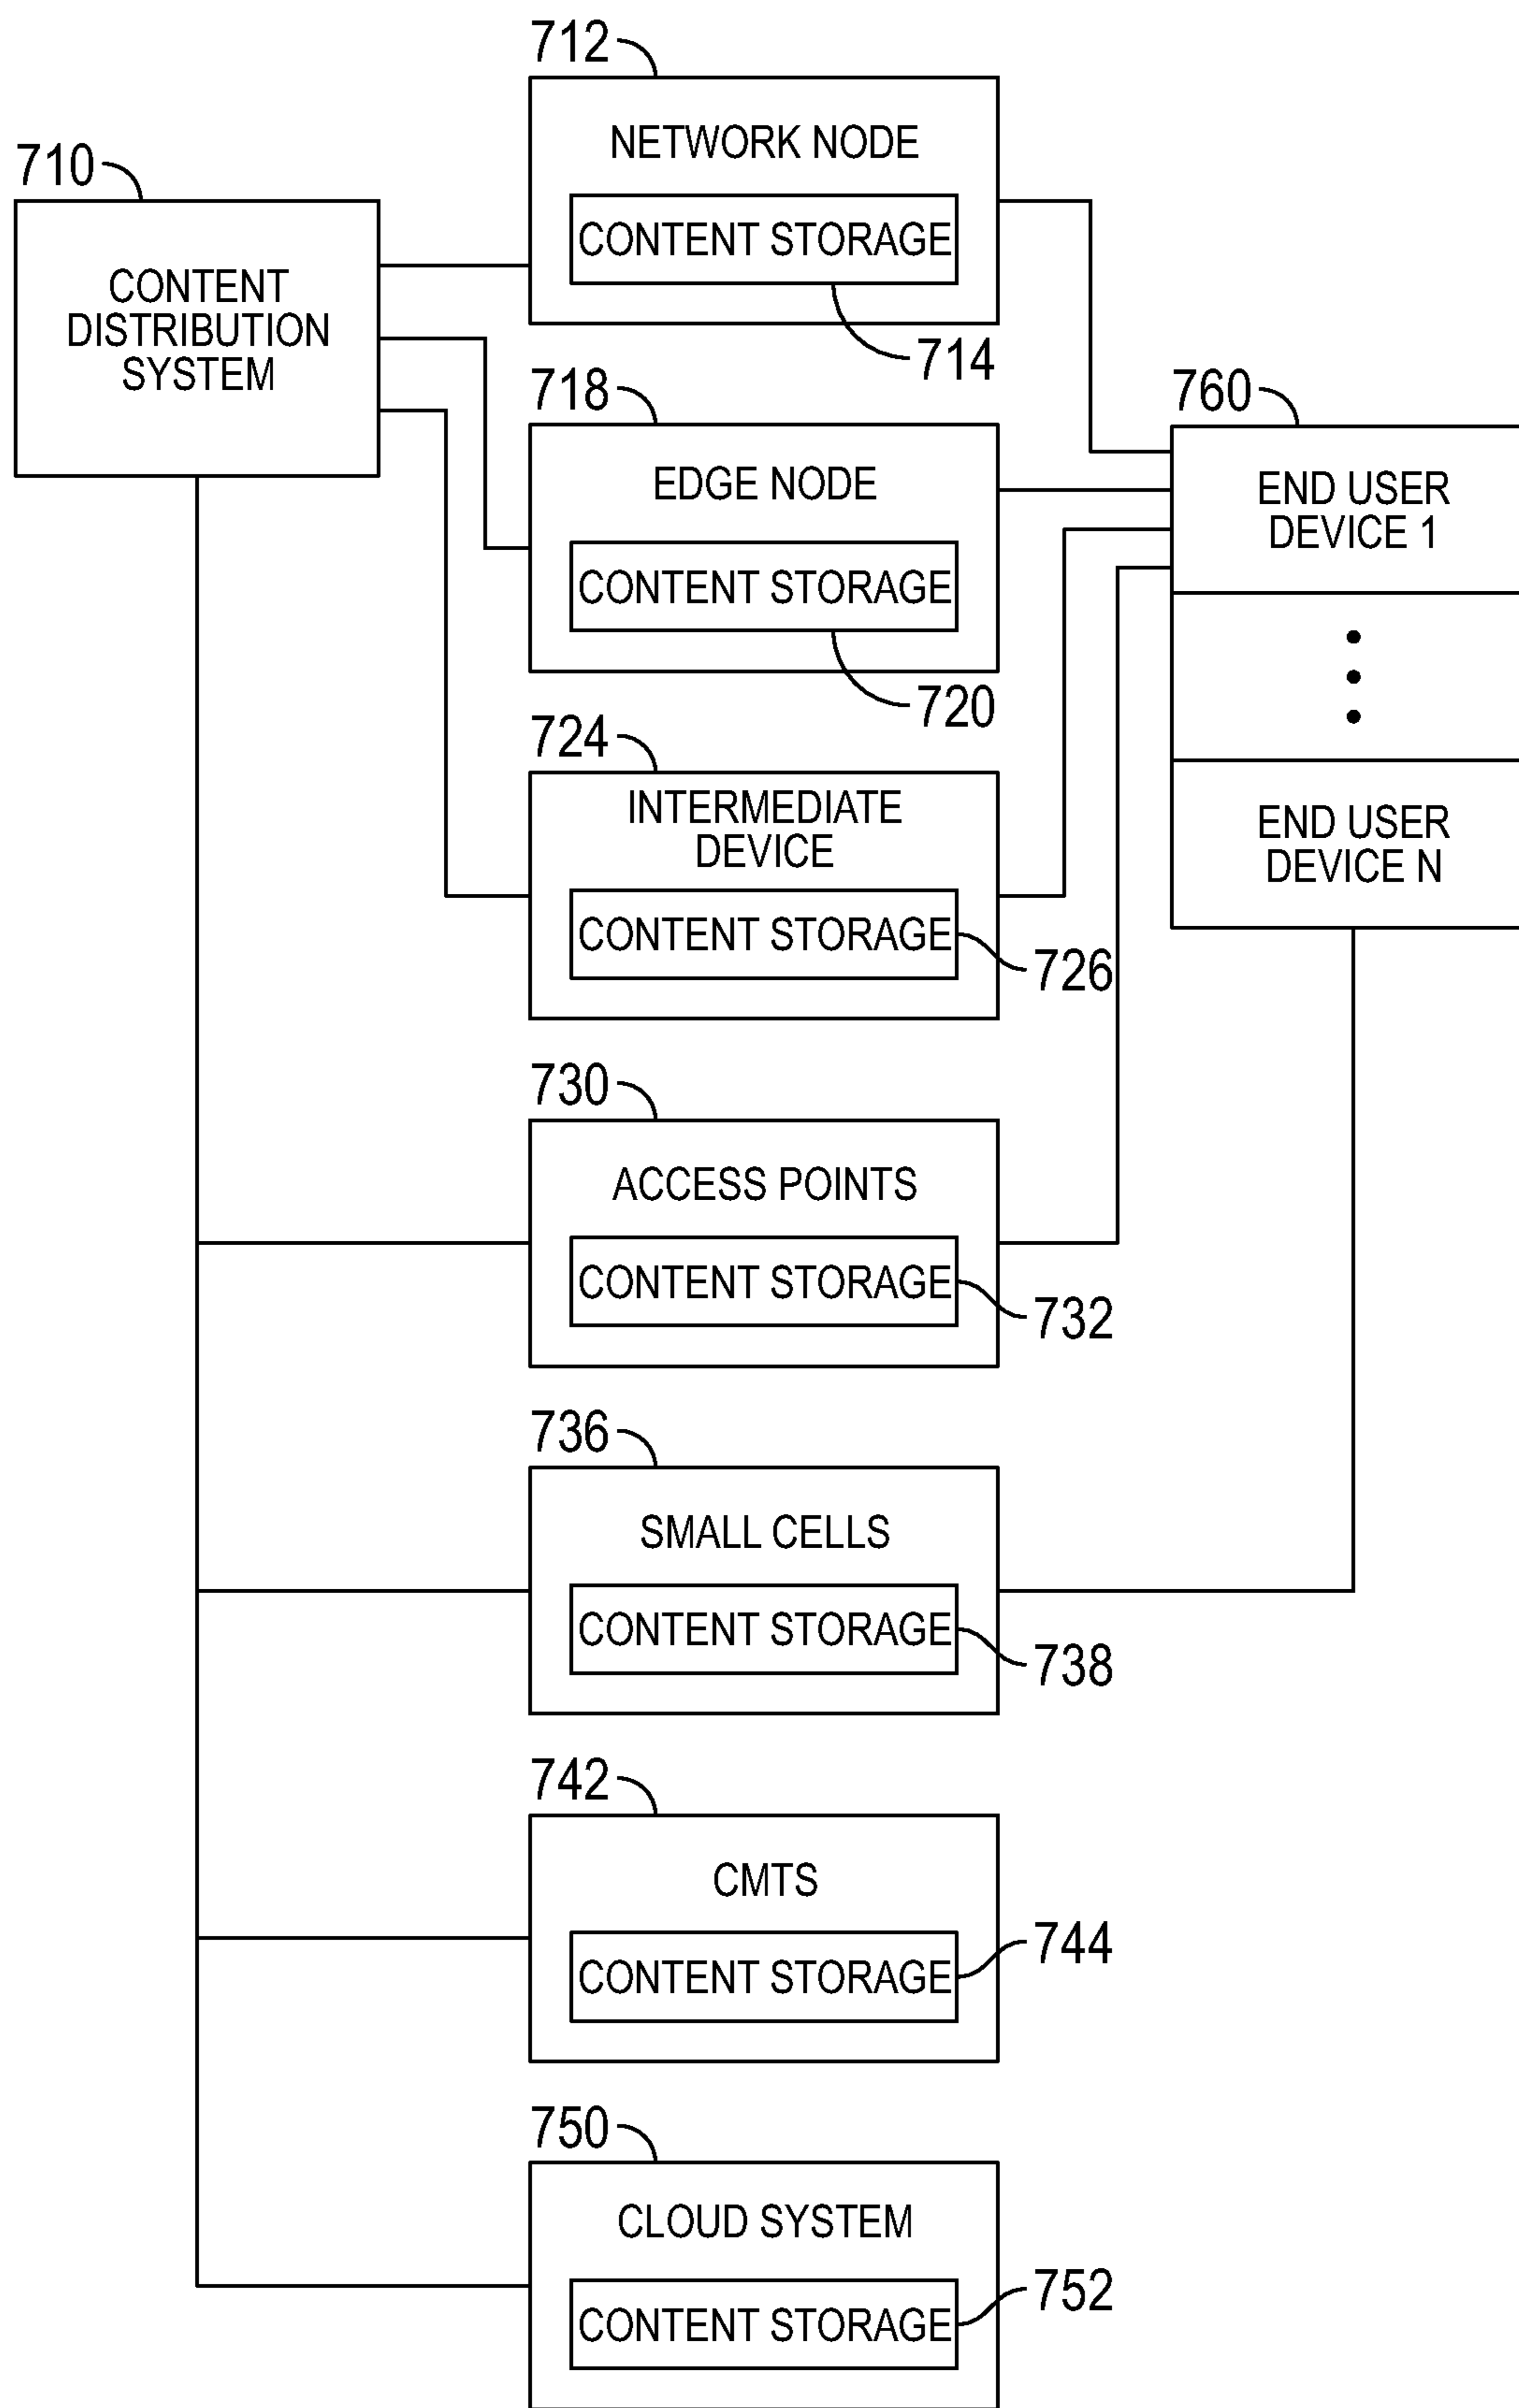 712
NETWORK NODE
CONTENT STORAGE
714
710
CONTENT
DISTRIBUTION
SYSTEM
718
EDGE NODE
CONTENT STORAGE
720
760
END USER
DEVICE 1
END USER
DEVICE N
724
INTERMEDIATE
DEVICE
CONTENT STORAGE
726
730
ACCESS POINTS
CONTENT STORAGE
732
736
SMALL CELLS
CONTENT STORAGE
738
742
CMTS
CONTENT STORAGE
744
750
CLOUD SYSTEM
CONTENT STORAGE
752